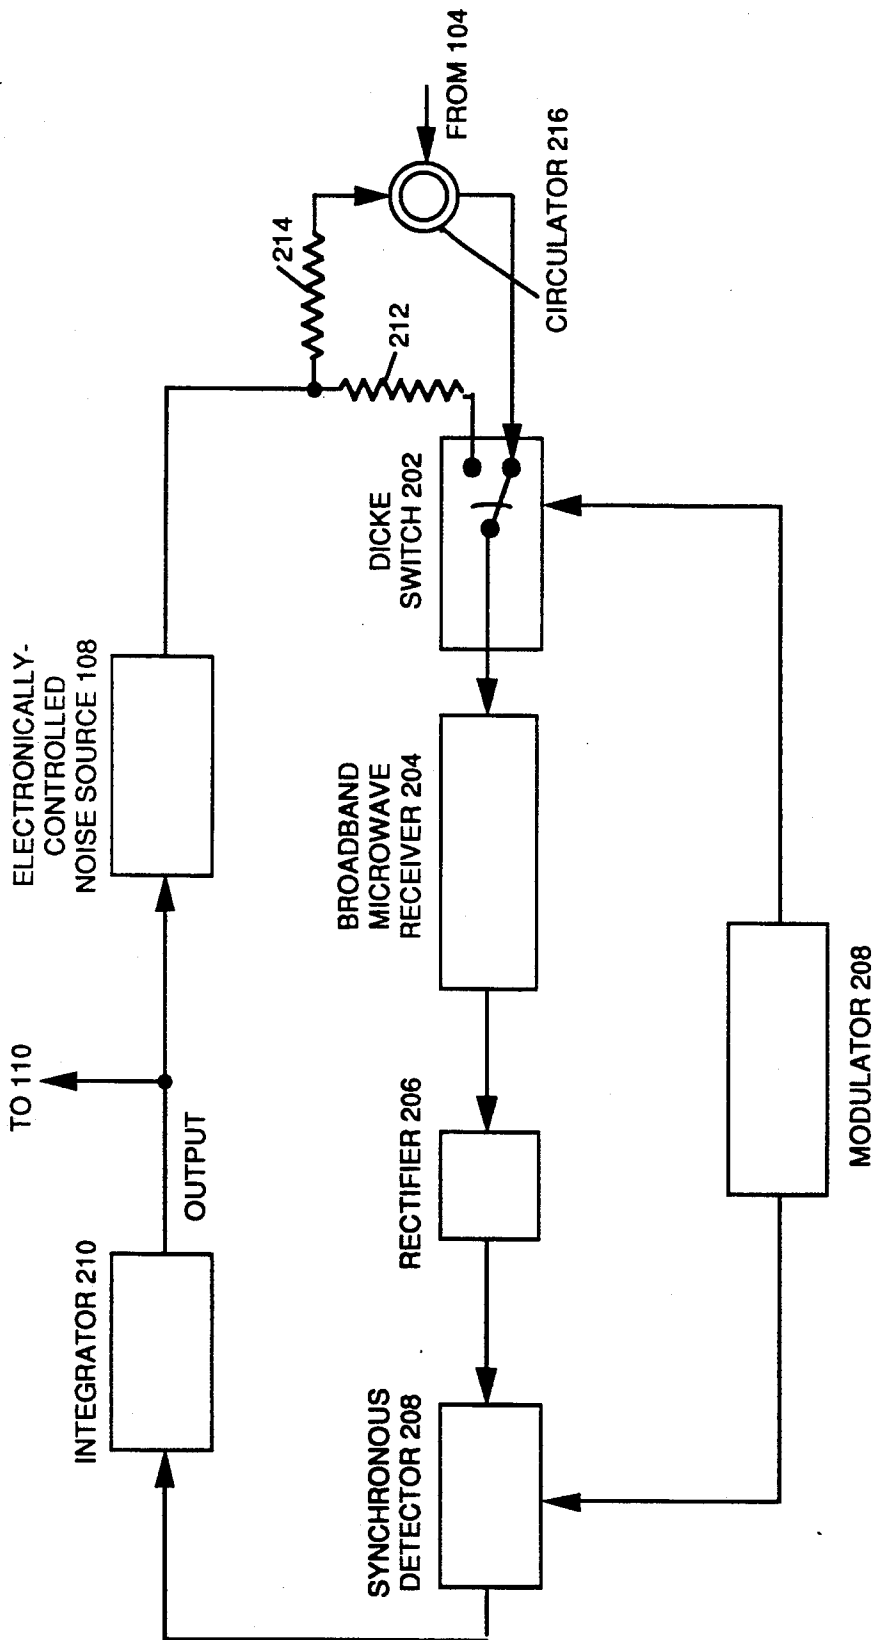 TO 110
OUTPUT
INTEGRATOR 210
ELECTRONICALLY-
CONTROLLED
NOISE SOURCE 108
214
212
FROM 104
CIRCULATOR 216
DICKE
SWITCH 202
BROADBAND
MICROWAVE
RECEIVER 204
RECTIFIER 206
SYNCHRONOUS
DETECTOR 208
MODULATOR 208